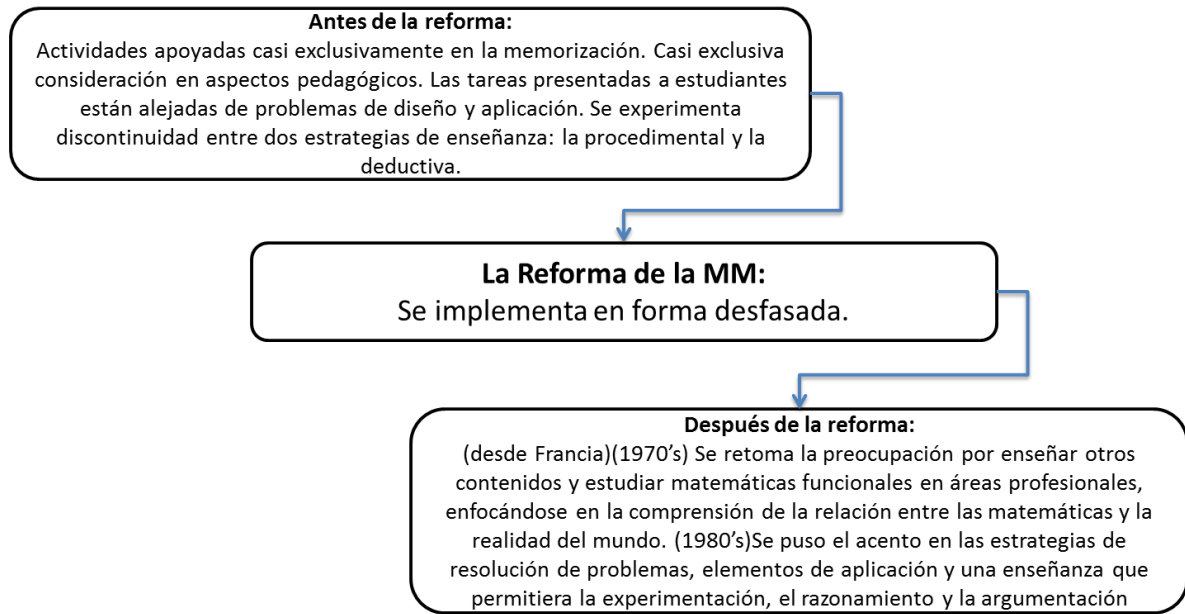 Antes de la reforma:
Actividades apoyadas casi exclusivamente en la memorización. Casi exclusiva
consideración en aspectos pedagógicos. Las tareas presentadas a estudiantes
están alejadas de problemas de diseño y aplicación. Se experimenta
discontinuidad entre dos estrategias de enseñanza: la procedimental y la
deductiva.
La Reforma de la MM:
Se implementa en forma desfasada.
Después de la reforma:
(desde Francia)(1970’s) Se retoma la preocupación por enseñar otros
contenidos y estudiar matemáticas funcionales en áreas profesionales,
enfocándose en la comprensión de la relación entre las matemáticas y la
realidad del mundo. (1980’s)Se puso el acento en las estrategias de
resolución de problemas, elementos de aplicación y una enseñanza que
permitiera la experimentación, el razonamiento y la argumentación